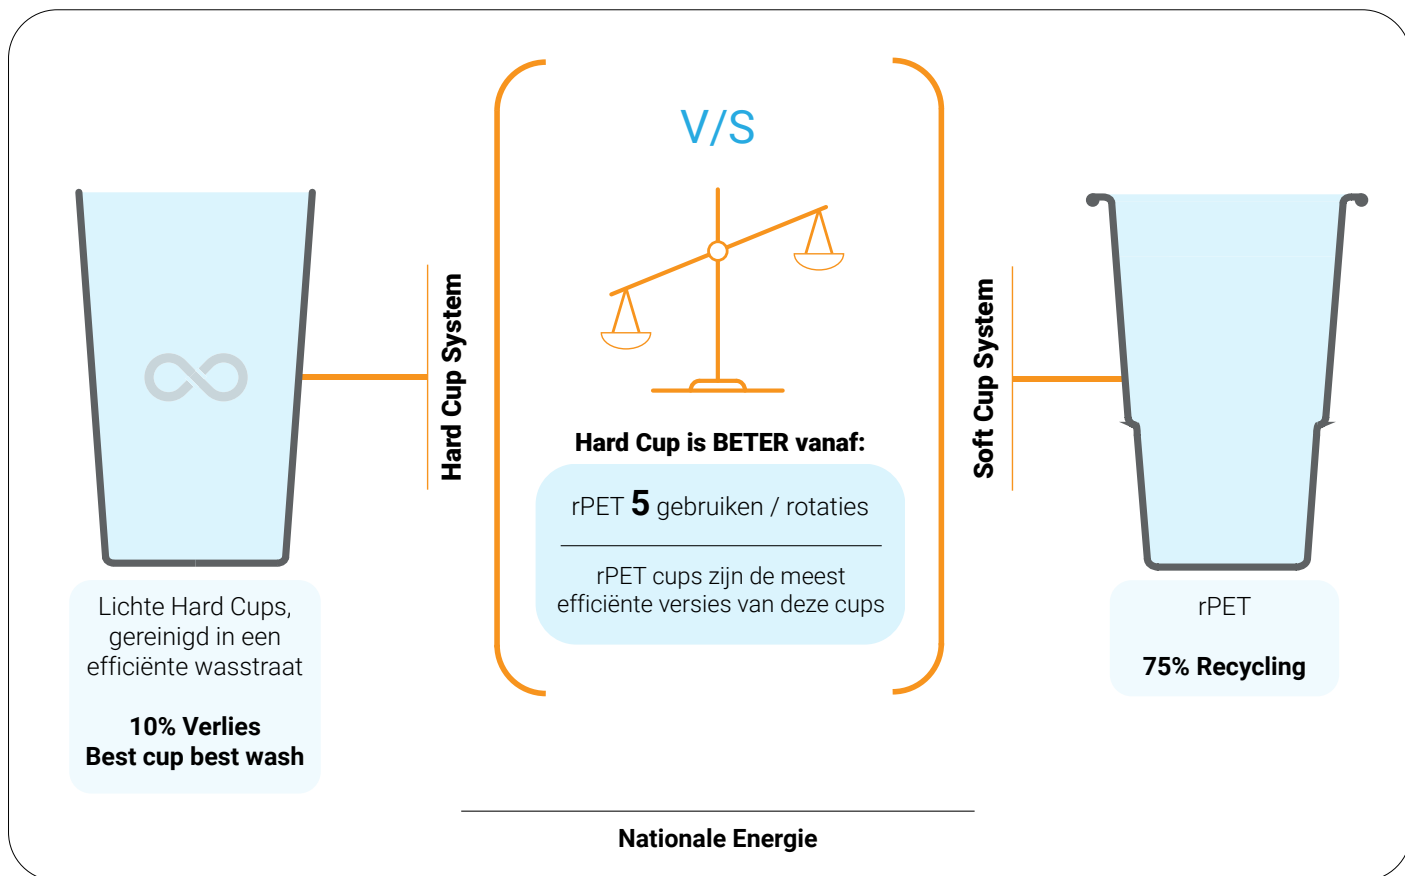 V/S
Hard Cup System
Soft Cup System
Hard Cup is BETER vanaf:
rPET 5 gebruiken / rotaties
rPET cups zijn de meest
efficiënte versies van deze cups
Lichte Hard Cups,
gereinigd in een
efficiënte wasstraat
10% Verlies
Best cup best wash
rPET
75% Recycling
Nationale Energie